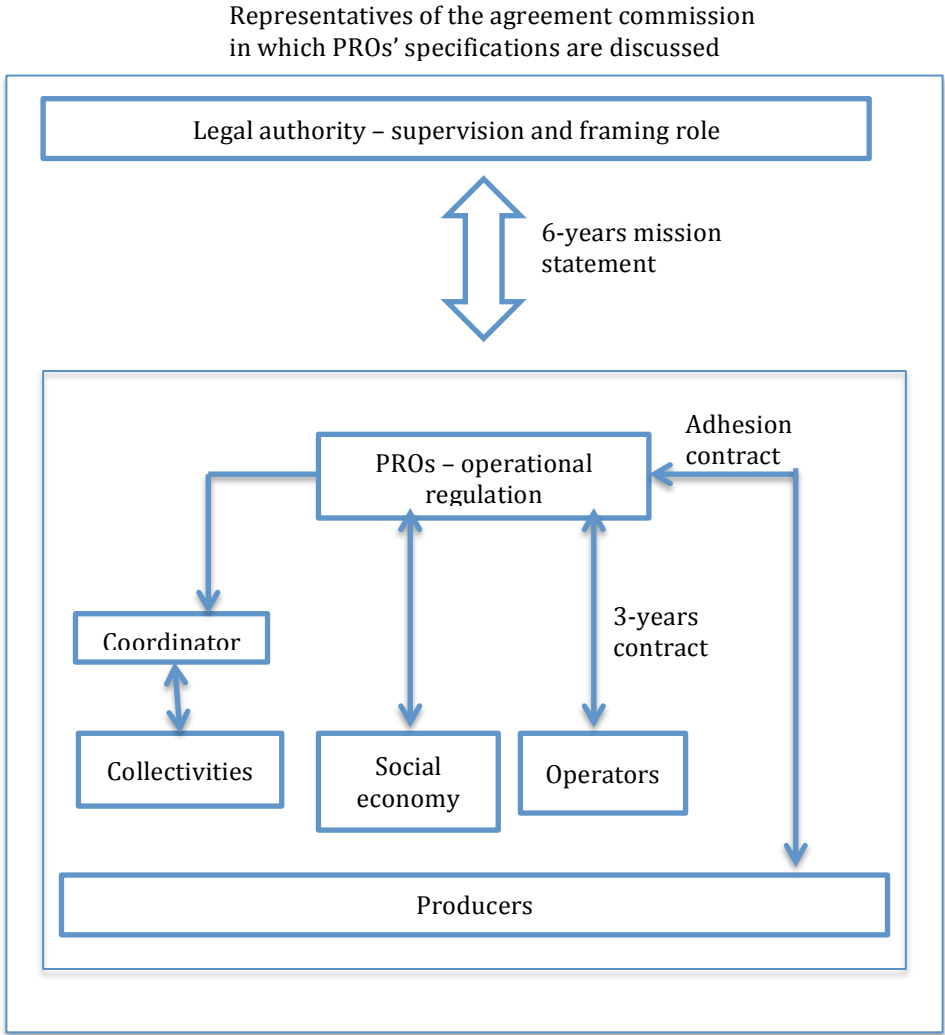 Representatives of the agreement commission
in which PROs’ specifications are discussed
Legal authority – supervision and framing role
6-years mission
statement
Adhesion
contract
PROs – operational
regulation
3-years
contract
Coordinator
Collectivities
Social
economy
Operators
Producers